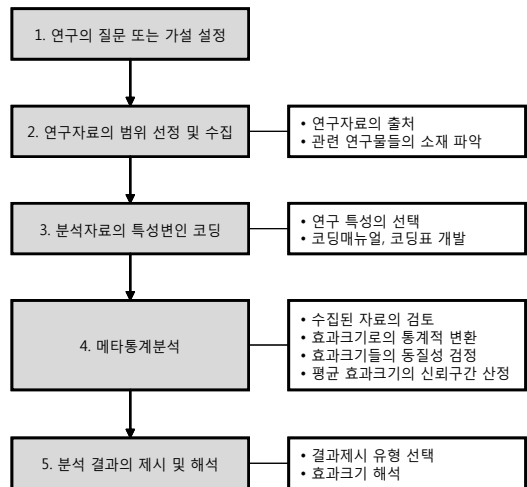 1. 연구의 질문 또는 가설 설정
2. 연구자료의 범위 선정 및 수집
• 연구자료의 출처
• 관련 연구물들의 소재 파악
3. 분석자료의 특성변인 코딩
• 연구 특성의 선택
• 코딩매뉴얼, 코딩표 개발
4. 메타통계분석
• 수집된 자료의 검토
• 효과크기로의 통계적 변환
• 효과크기들의 동질성 검정
• 평균 효과크기의 신뢰구간 산정
5. 분석 결과의 제시 및 해석
• 결과제시 유형 선택
• 효과크기 해석